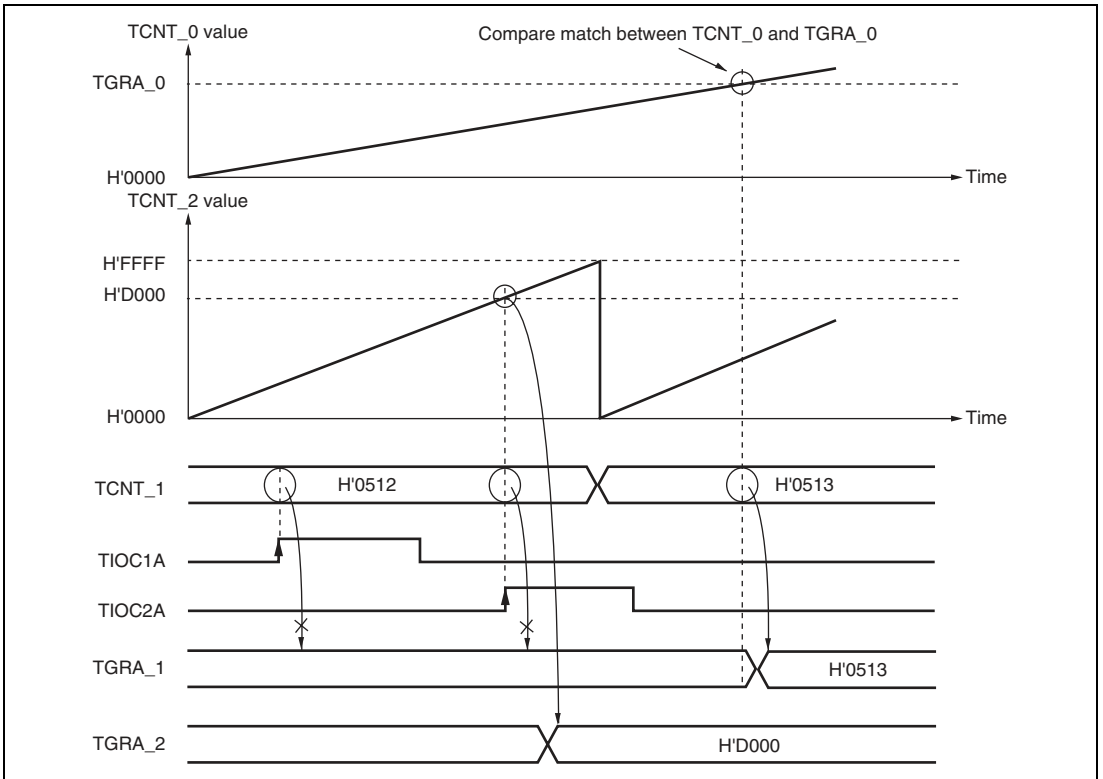 TCNT_0 value
Compare match between TCNT_0 and TGRA_0
TGRA_0
H'0000
Time
TCNT_2 value
H'FFFF
H'D000
H'0000
Time
TCNT_1
H'0512
H'0513
TIOC1A
TIOC2A
TGRA_1
H'0513
TGRA_2
H'D000